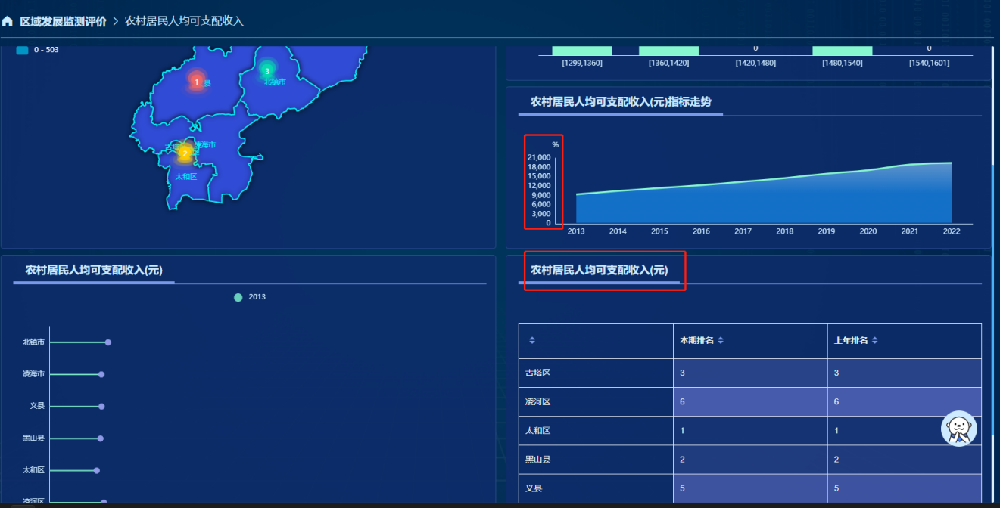 区域发展监测评价 > 农村居民人均可支配收入
0 - 503
1
县
3
北镇市
古塔
凌海市
2
太和区
0
0
[1299,1360]
[1360,1420]
[1420,1480]
[1480,1540]
[1540,1601]
农村居民人均可支配收入(元)指标走势
%
21,000
18,000
15,000
12,000
9,000
6,000
3,000
0
2013
2014
2015
2016
2017
2018
2019
2020
2021
2022
农村居民人均可支配收入(元)
2013
北镇市
凌海市
义县
黑山县
太和区
凌河区
农村居民人均可支配收入(元)
本期排名
上年排名
古塔区
3
3
凌河区
6
6
太和区
1
1
黑山县
2
2
义县
5
5